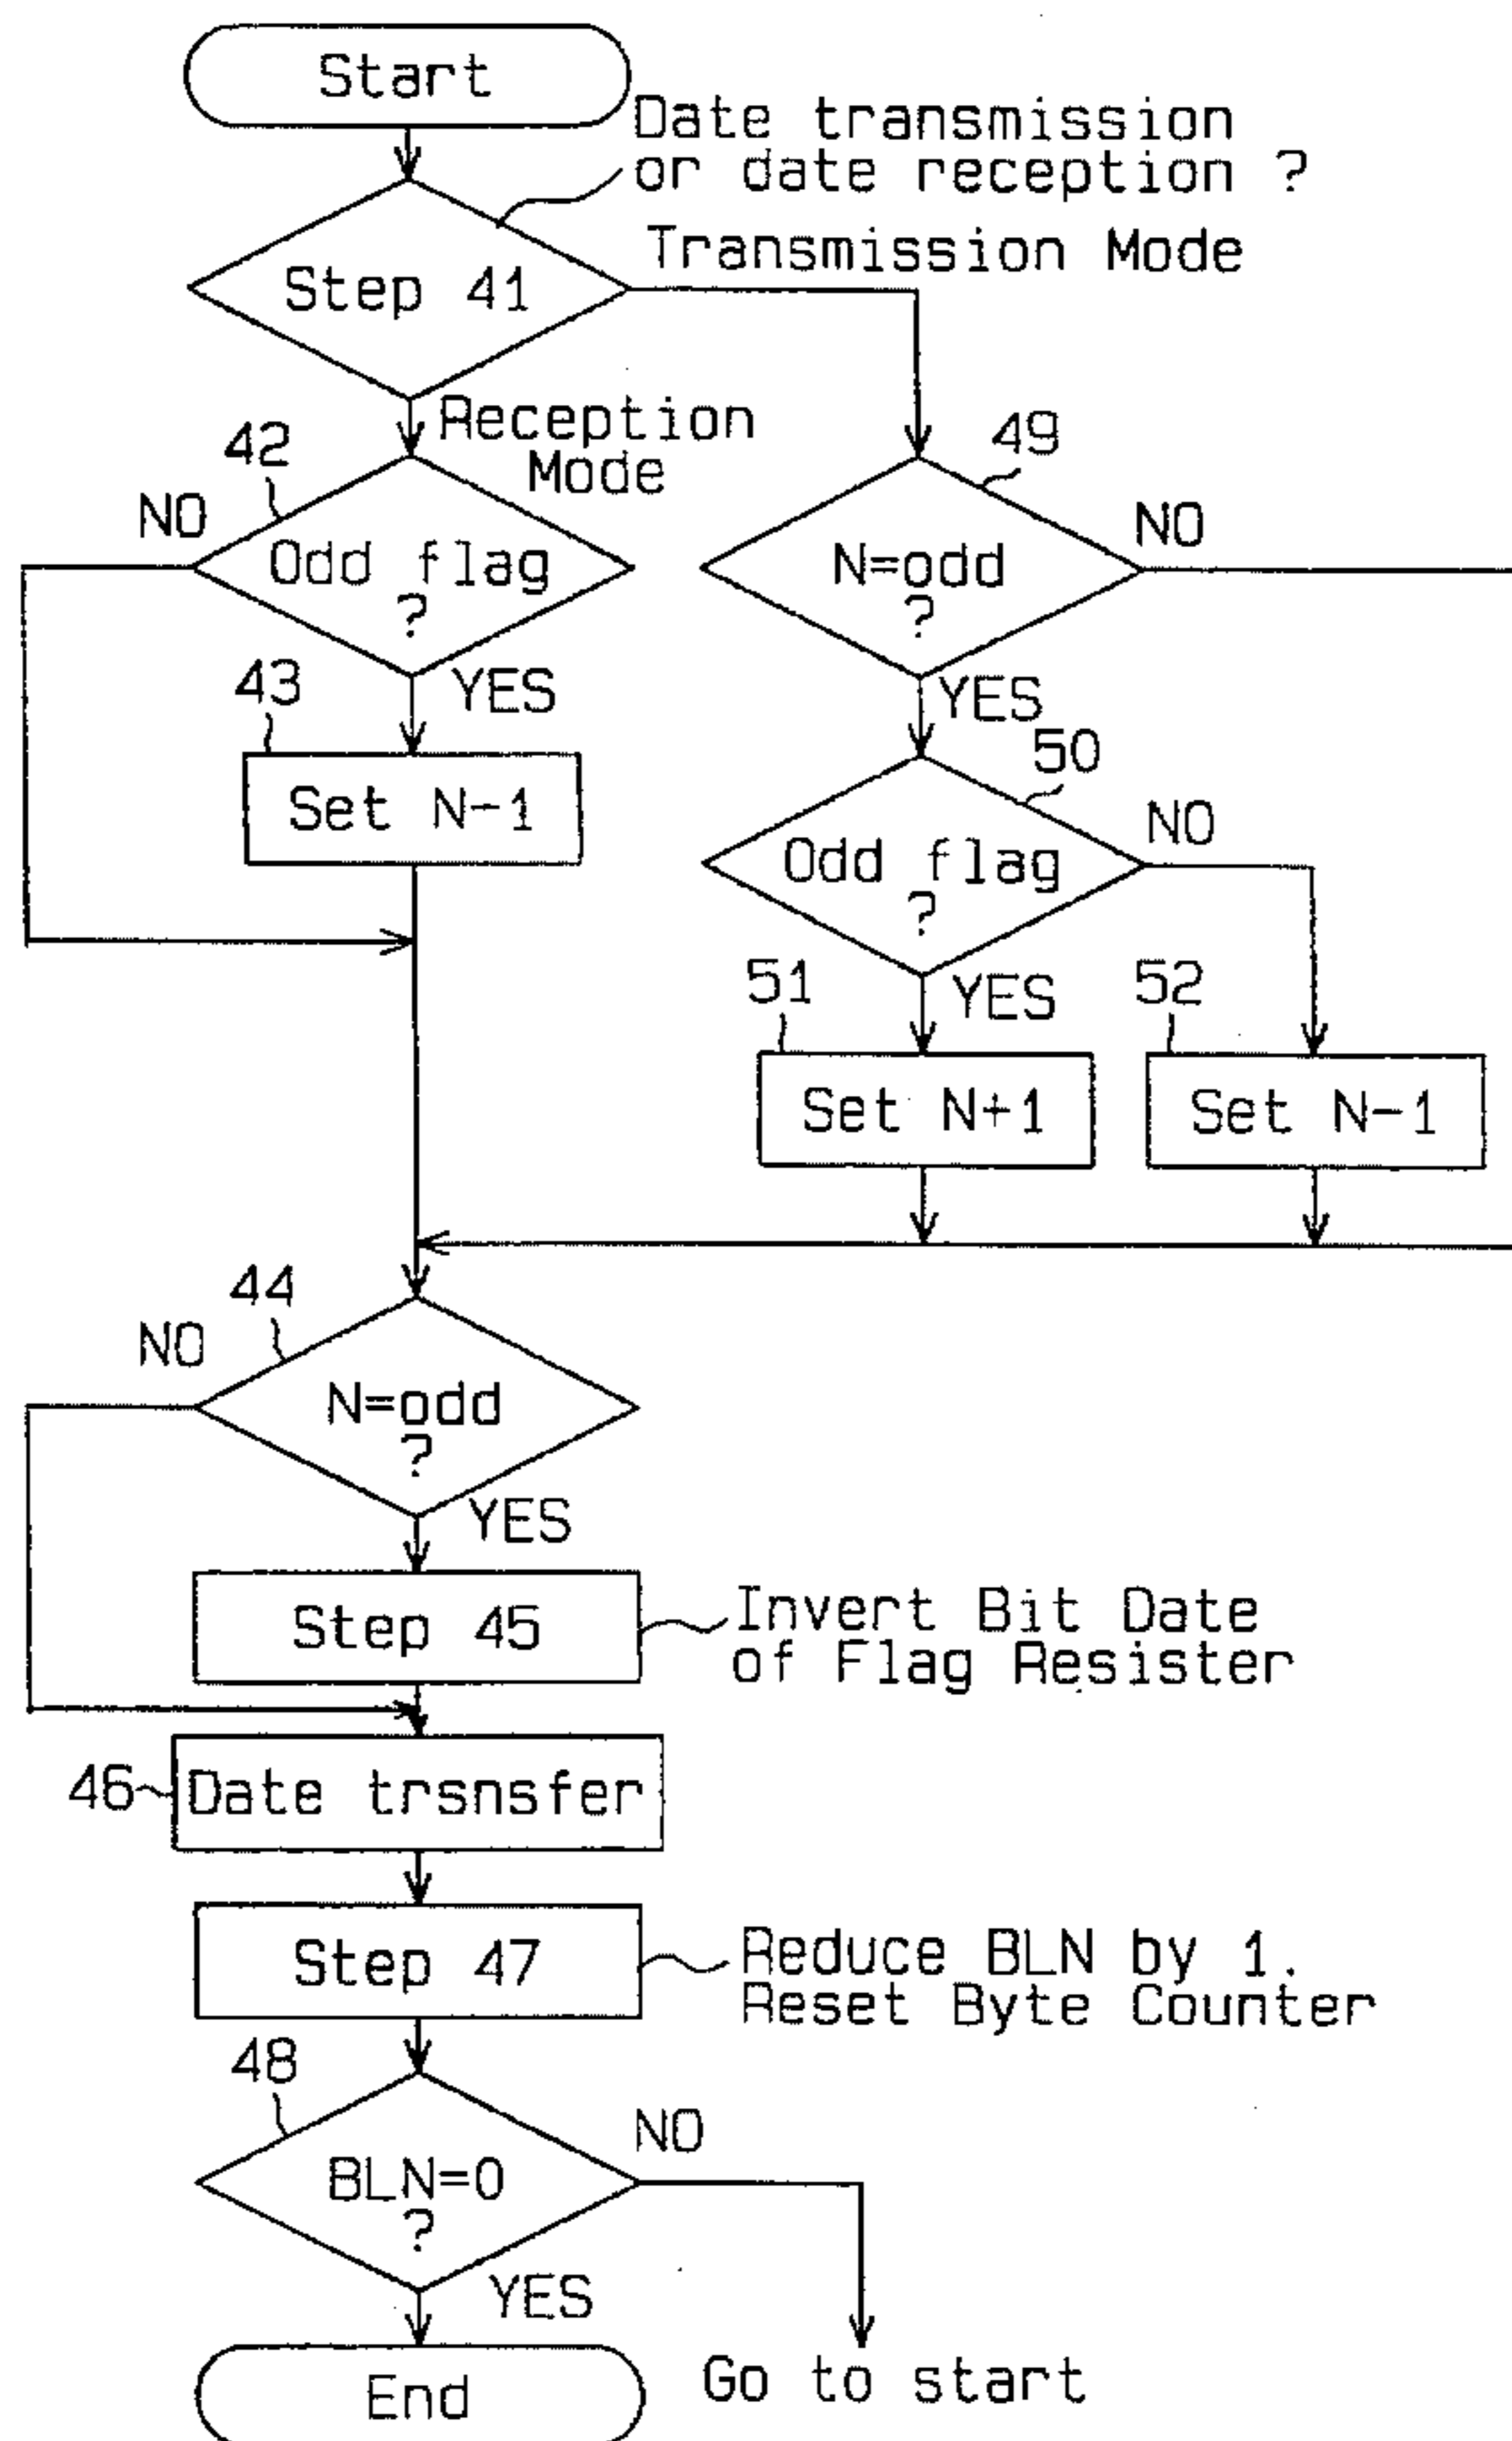 Start
Date transmission
or date reception ?
Step 41
Transmission Mode
Reception
Mode
42
NO
Odd flag
?
YES
49
N=odd
?
NO
YES
43
Set N-1
50
Odd flag
?
NO
YES
51
Set N+1
52
Set N-1
44
NO
N=odd
?
YES
Step 45
Invert Bit Date
of Flag Resister
46
Date trsnsfer
Step 47
Reduce BLN by 1.
Reset Byte Counter
48
BLN=0
?
NO
YES
End
Go to start